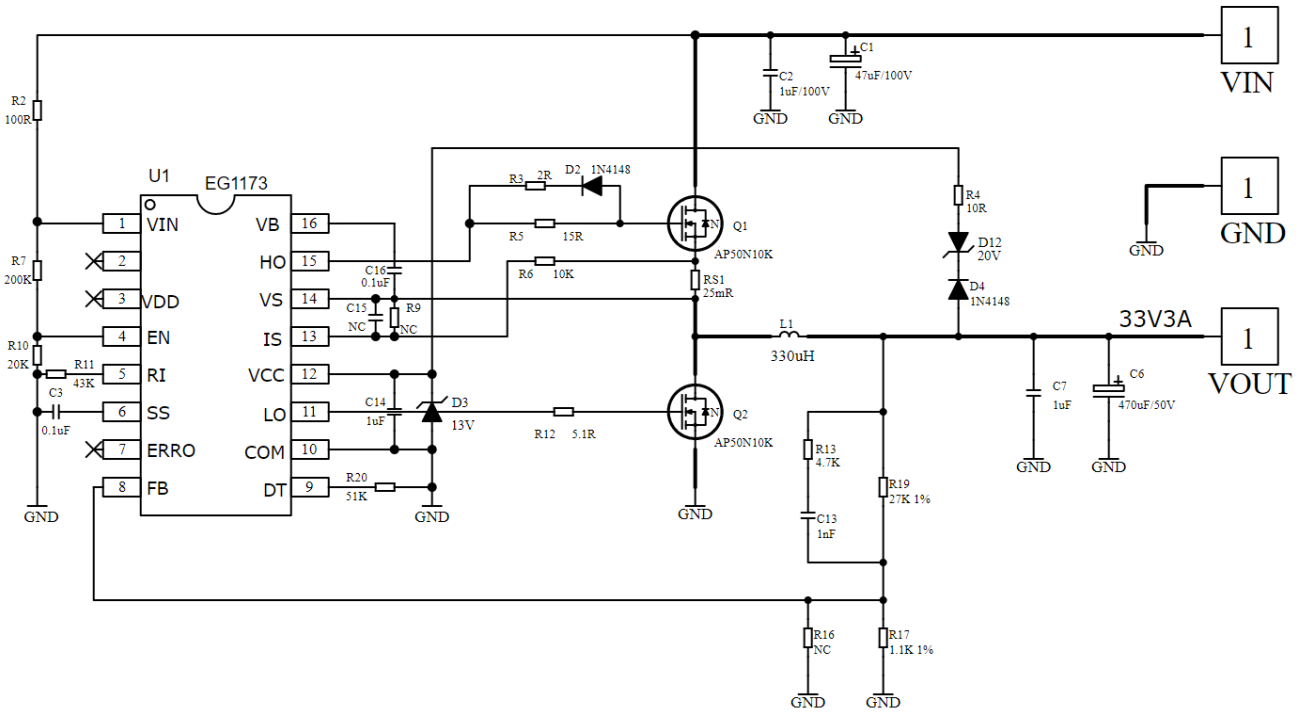 1
VIN
C1
47uF/100V
C2
1uF/100V
GND
GND
R2
100R
U1
EG1173
1
VIN
2
3
VDD
4
EN
5
RI
6
SS
7
ERRO
8
FB
VB
16
HO
15
VS
14
IS
13
VCC
12
LO
11
COM
10
DT
9
R7
200K
R10
20K
R11
43K
C3
0.1uF
GND
R3
2R
D2
1N4148
R5
15R
R6
10K
C16
0.1uF
C15
NC
R9
NC
Q1
AP50N10K
RS1
25mR
R4
10R
D12
20V
D4
1N4148
1
GND
GND
L1
330uH
33V3A
1
VOUT
C14
1uF
D3
13V
R12
5.1R
Q2
AP50N10K
R20
51K
GND
GND
C7
1uF
C6
470uF/50V
GND
GND
R13
4.7K
C13
1nF
R19
27K 1%
R16
NC
R17
1.1K 1%
GND
GND
N
N